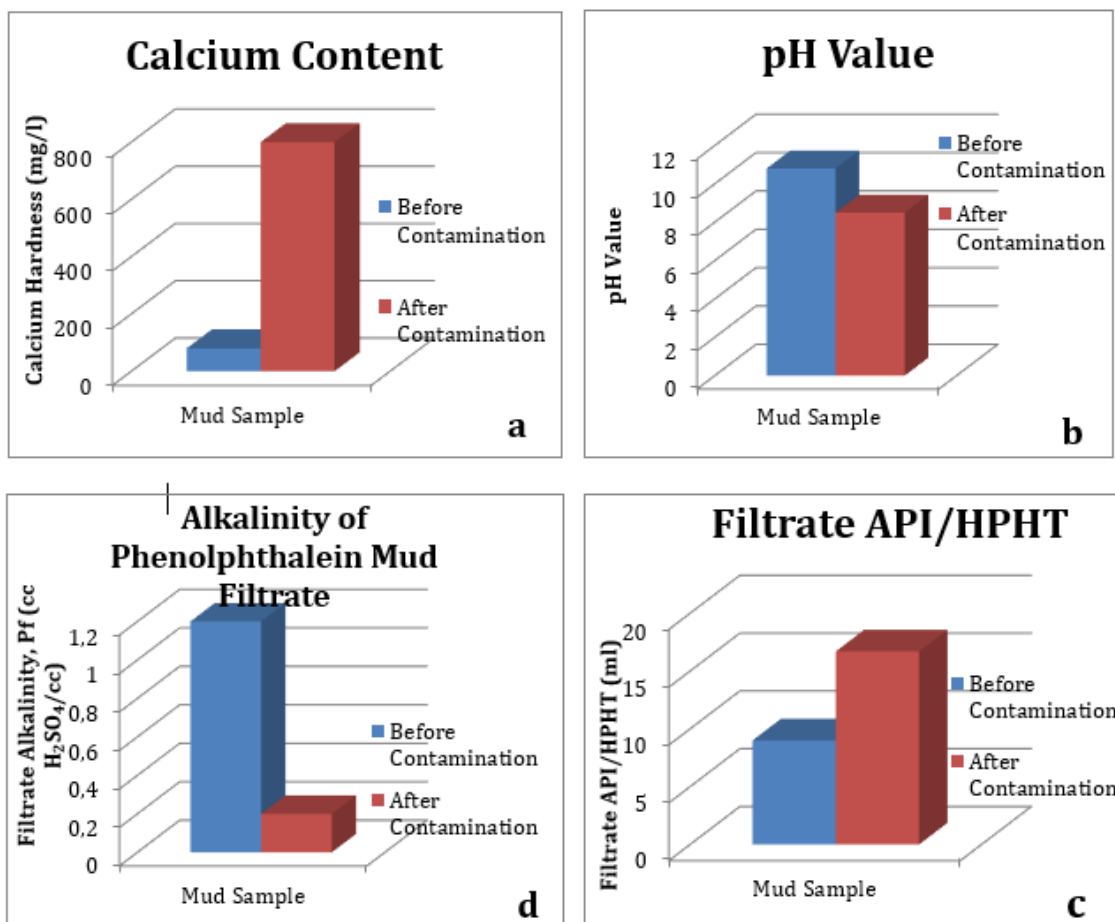 Calcium Content
Calcium Hardness (mg/l)
800
600
400
200
0
Before
Contamination
After
Contamination
Mud Sample
a
pH Value
pH Value
12
10
8
6
4
2
0
Before
Contamination
After
Contamination
Mud Sample
b
Alkalinity of
Phenolphthalein Mud
Filtrate
Filtrate Alkalinity, Pf (cc
H₂SO₄/cc)
1,2
1
0,8
0,6
0,4
0,2
0
Before
Contamination
After
Contamination
Mud Sample
d
Filtrate API/HPHT
Filtrate API/HPHT (ml)
20
15
10
5
0
Before
Contamination
After
Contamination
Mud Sample
c